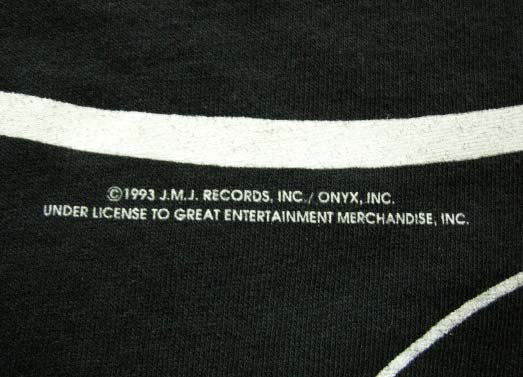 ©1993 J.M.J. RECORDS, INC./ ONYX, INC.
UNDER LICENSE TO GREAT ENTERTAINMENT MERCHANDISE, INC.